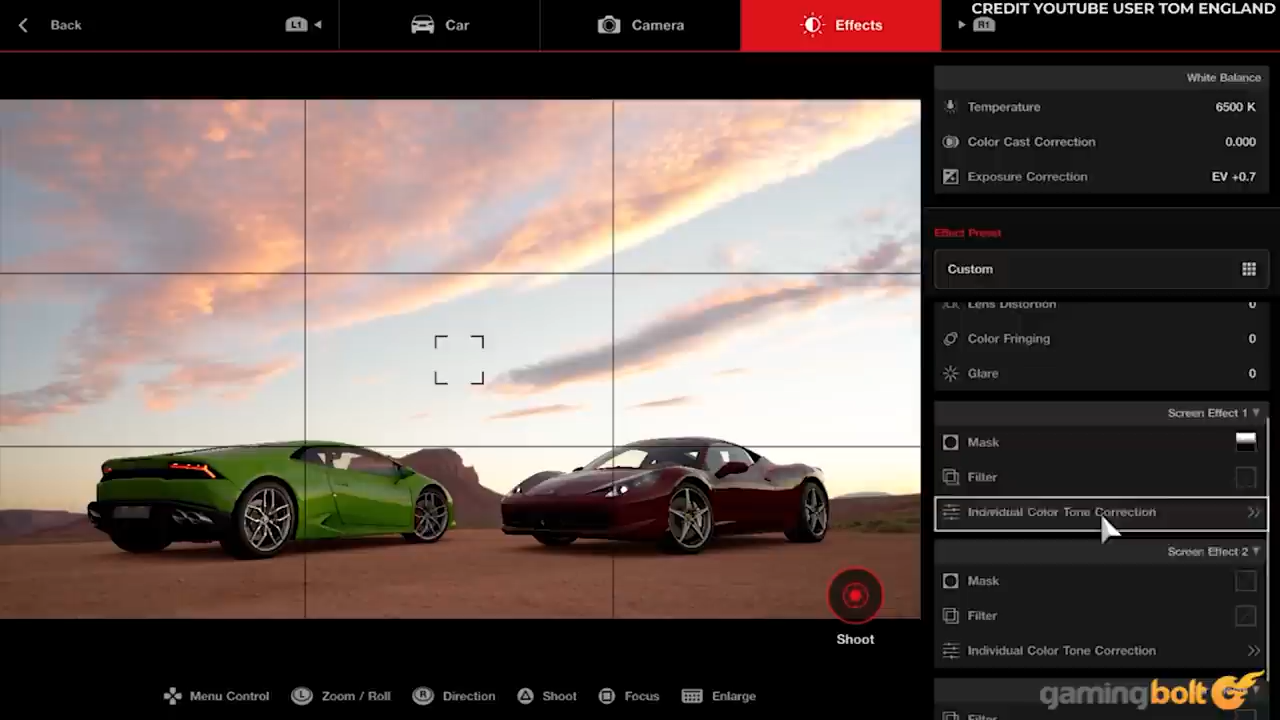 CREDIT YOUTUBE USER TOM ENGLAND
Back
L1
Car
Camera
Effects
R1
White Balance
Temperature 6500 K
Color Cast Correction 0.000
Exposure Correction EV +0.7
Effect Preset
Custom
Lens Distortion 0
Color Fringing 0
Glare 0
Screen Effect 1
Mask
Filter
Individual Color Tone Correction
Screen Effect 2
Mask
Filter
Individual Color Tone Correction
Filter
Shoot
Menu Control
L Zoom / Roll
R Direction
Shoot
Focus
Enlarge
gamingbolt